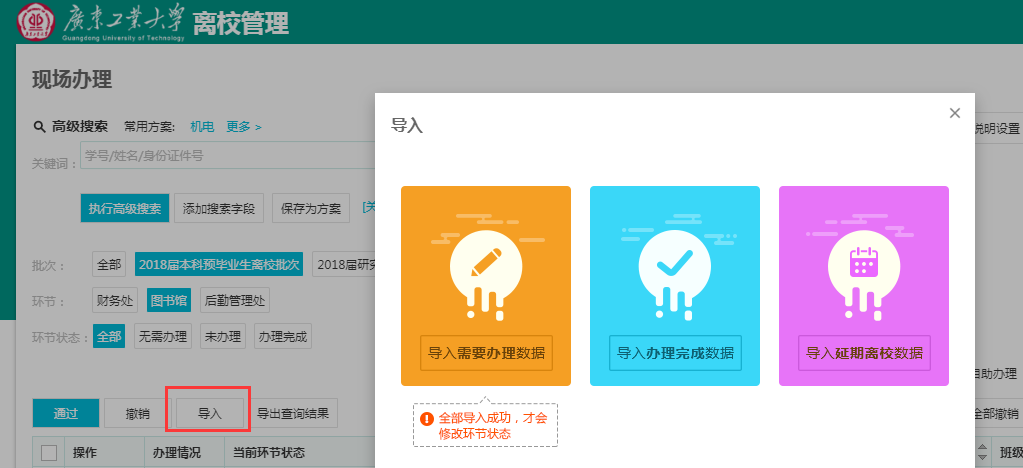 廣東工業大学 离校管理
Guangdong University of Technology
现场办理
高级搜索 常用方案: 机电 更多 >
说明设置
关键词： 学号/姓名/身份证件号
执行高级搜索 添加搜索字段 保存为方案 [关
批次： 全部 2018届本科预毕业生离校批次 2018届研究
环节： 财务处 图书馆 后勤管理处
环节状态： 全部 无需办理 未办理 办理完成
自助办理
通过 撤销 导入 导出查询结果
全部撤销
操作 办理情况 当前环节状态
班级
导入
导入需要办理数据
导入办理完成数据
导入延期离校数据
全部导入成功，才会
修改环节状态